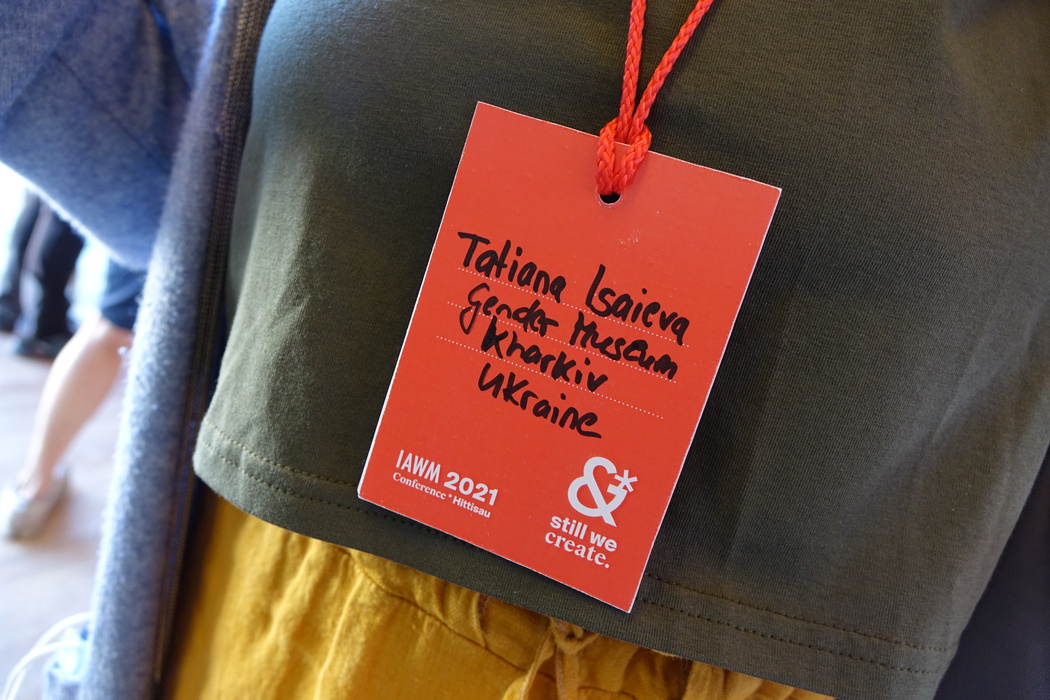 Tatiana Isaieva
Gender Museum
Kharkiv
Ukraine
IAWM 2021
Conference * Hittisau
&*
still we
create.